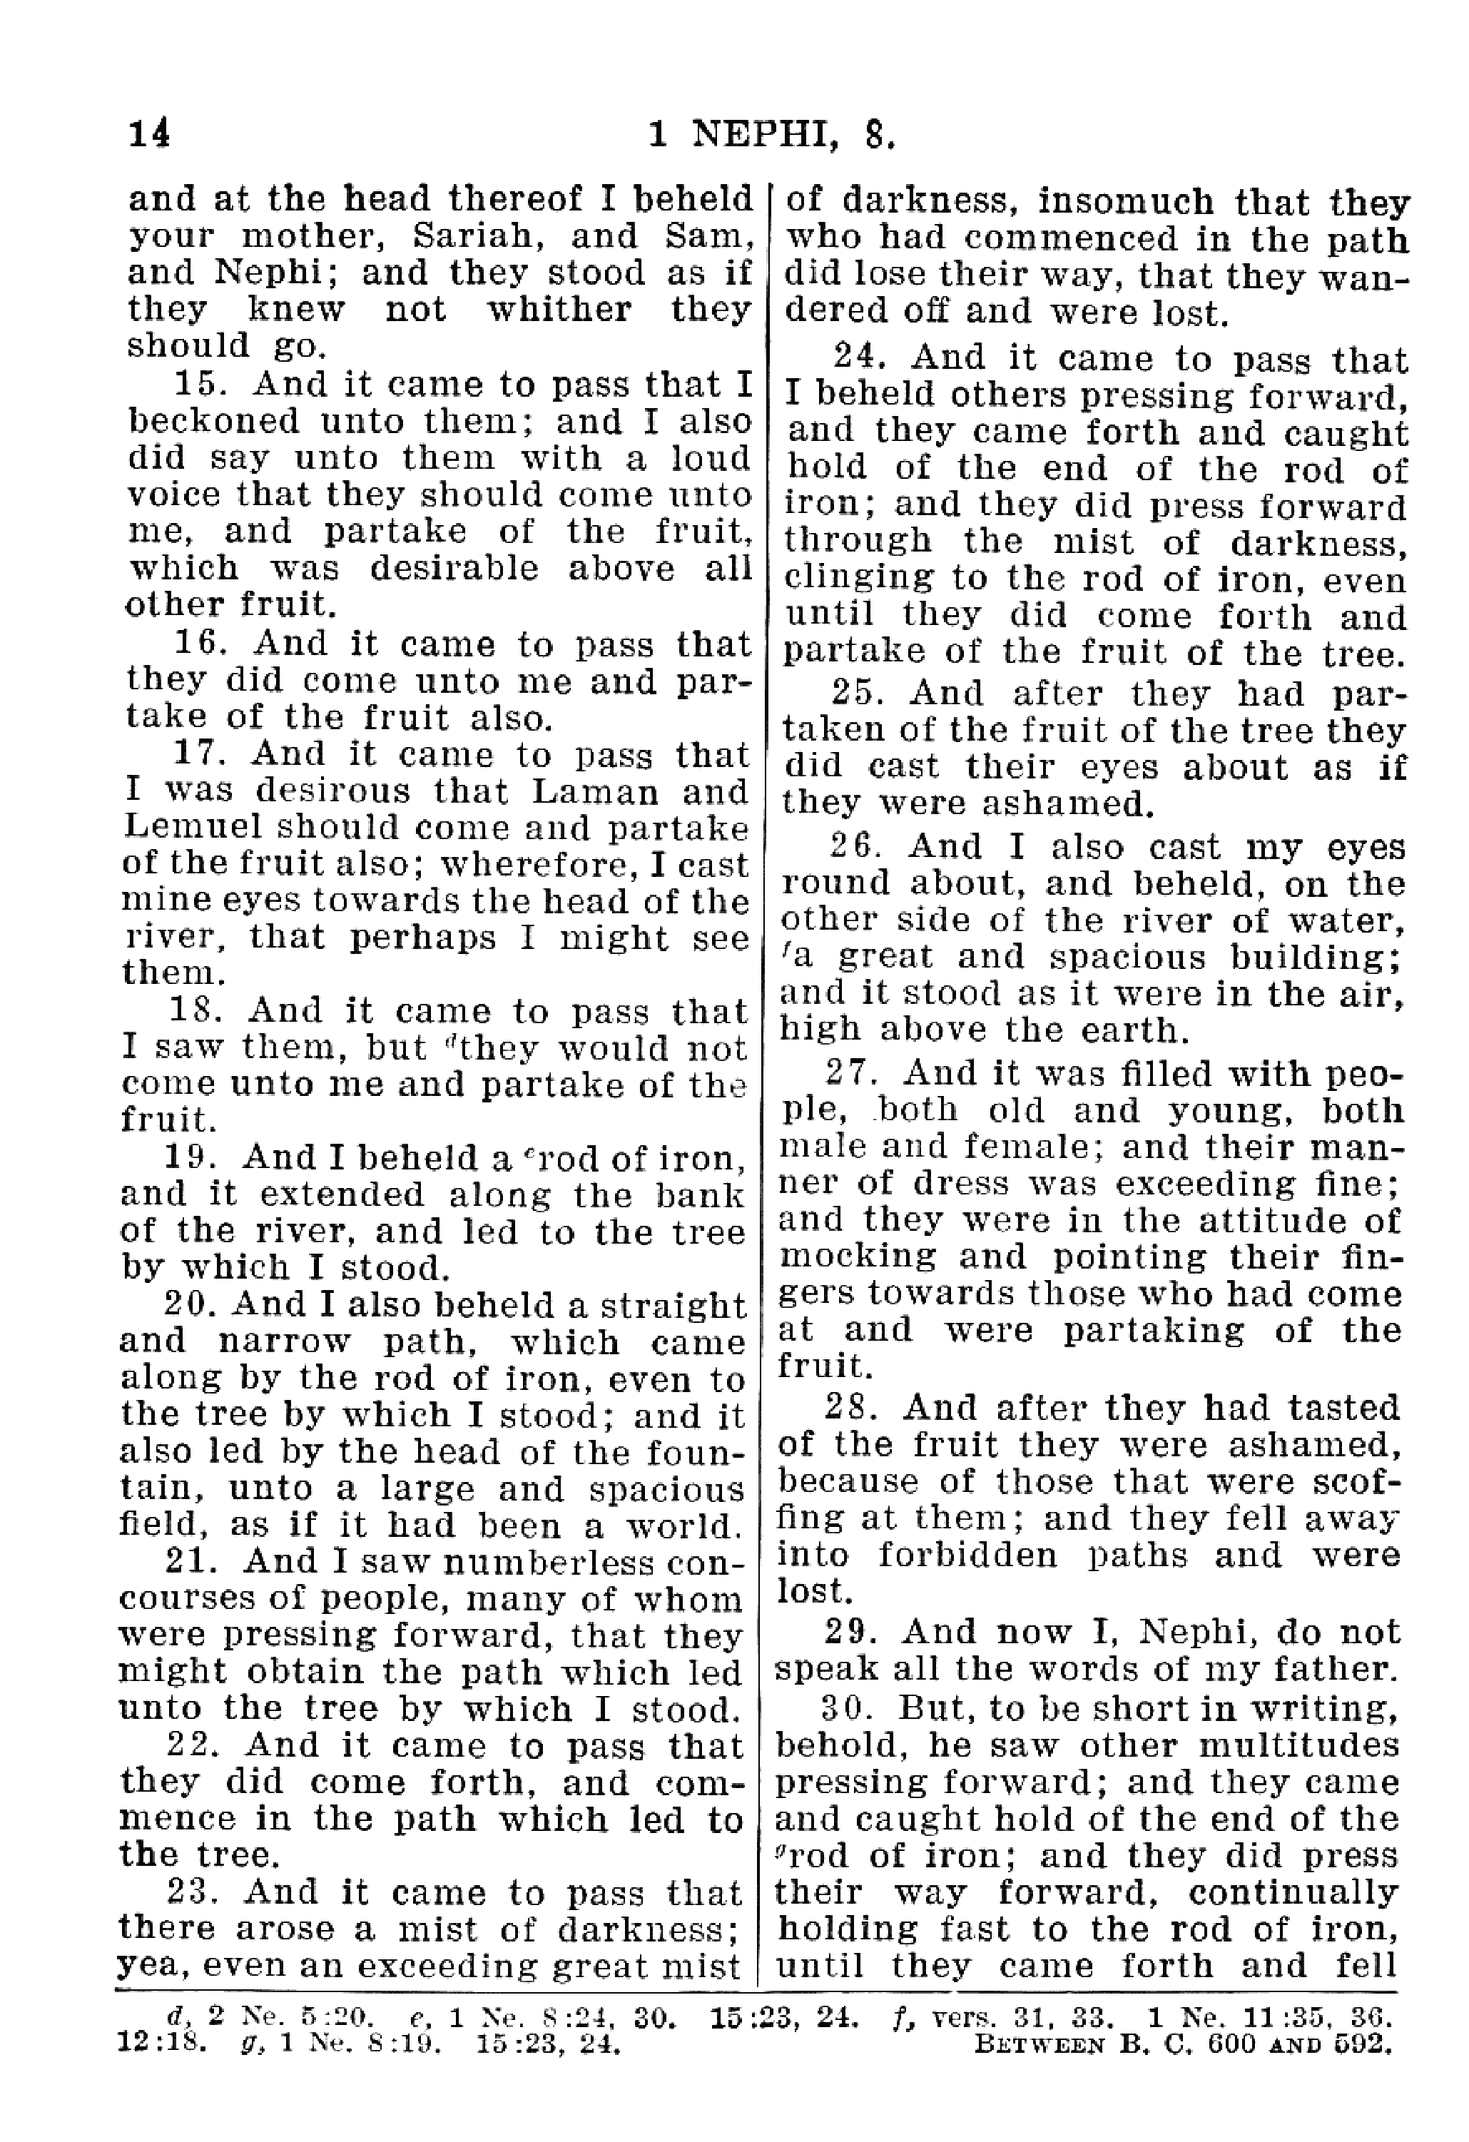 14
1 NEPHI, 8.
and at the head thereof I beheld
your mother, Sariah, and Sam,
and Nephi; and they stood as if
they knew not whither they
should go.
15. And it came to pass that I
beckoned unto them; and I also
did say unto them with a loud
voice that they should come unto
me, and partake of the fruit,
which was desirable above all
other fruit.
16. And it came to pass that
they did come unto me and par-
take of the fruit also.
17. And it came to pass that
I was desirous that Laman and
Lemuel should come and partake
of the fruit also; wherefore, I cast
mine eyes towards the head of the
river, that perhaps I might see
them.
18. And it came to pass that
I saw them, but dthey would not
come unto me and partake of the
fruit.
19. And I beheld a erod of iron,
and it extended along the bank
of the river, and led to the tree
by which I stood.
20. And I also beheld a straight
and narrow path, which came
along by the rod of iron, even to
the tree by which I stood; and it
also led by the head of the foun-
tain, unto a large and spacious
field, as if it had been a world.
21. And I saw numberless con-
courses of people, many of whom
were pressing forward, that they
might obtain the path which led
unto the tree by which I stood.
22. And it came to pass that
they did come forth, and com-
mence in the path which led to
the tree.
23. And it came to pass that
there arose a mist of darkness;
yea, even an exceeding great mist
of darkness, insomuch that they
who had commenced in the path
did lose their way, that they wan-
dered off and were lost.
24. And it came to pass that
I beheld others pressing forward,
and they came forth and caught
hold of the end of the rod of
iron; and they did press forward
through the mist of darkness,
clinging to the rod of iron, even
until they did come forth and
partake of the fruit of the tree.
25. And after they had par-
taken of the fruit of the tree they
did cast their eyes about as if
they were ashamed.
26. And I also cast my eyes
round about, and beheld, on the
other side of the river of water,
fa great and spacious building;
and it stood as it were in the air,
high above the earth.
27. And it was filled with peo-
ple, both old and young, both
male and female; and their man-
ner of dress was exceeding fine;
and they were in the attitude of
mocking and pointing their fin-
gers towards those who had come
at and were partaking of the
fruit.
28. And after they had tasted
of the fruit they were ashamed,
because of those that were scof-
fing at them; and they fell away
into forbidden paths and were
lost.
29. And now I, Nephi, do not
speak all the words of my father.
30. But, to be short in writing,
behold, he saw other multitudes
pressing forward; and they came
and caught hold of the end of the
grod of iron; and they did press
their way forward, continually
holding fast to the rod of iron,
until they came forth and fell
d, 2 Ne. 5:20. e, 1 Ne. 8:24, 30. 15:23, 24. f, vers. 31, 33. 1 Ne. 11:35, 36.
12:18. g, 1 Ne. 8:19. 15:23, 24. BETWEEN B. C. 600 AND 592.